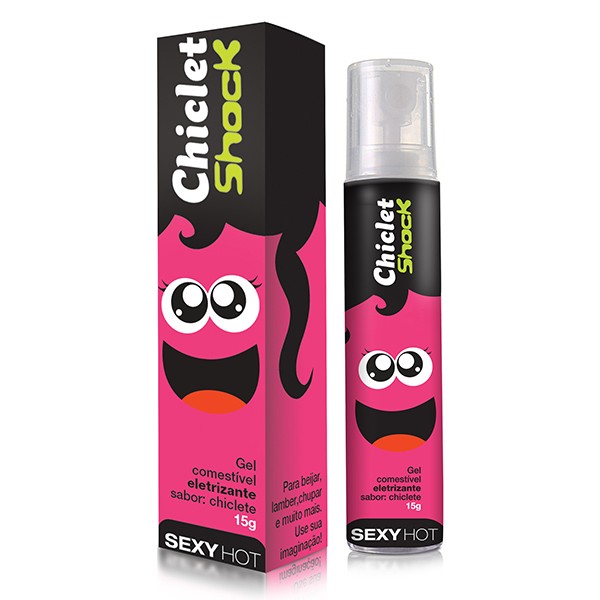 Chiclet
Shock
Gel
comestível
eletrizante
sabor: chiclete
15g
SEXY HOT
Para beijar,
lamber,chupar
e muito mais.
Use sua
imaginação!
Chiclet
Shock
Gel
comestível
eletrizante
sabor: chiclete
15g
SEXY HOT